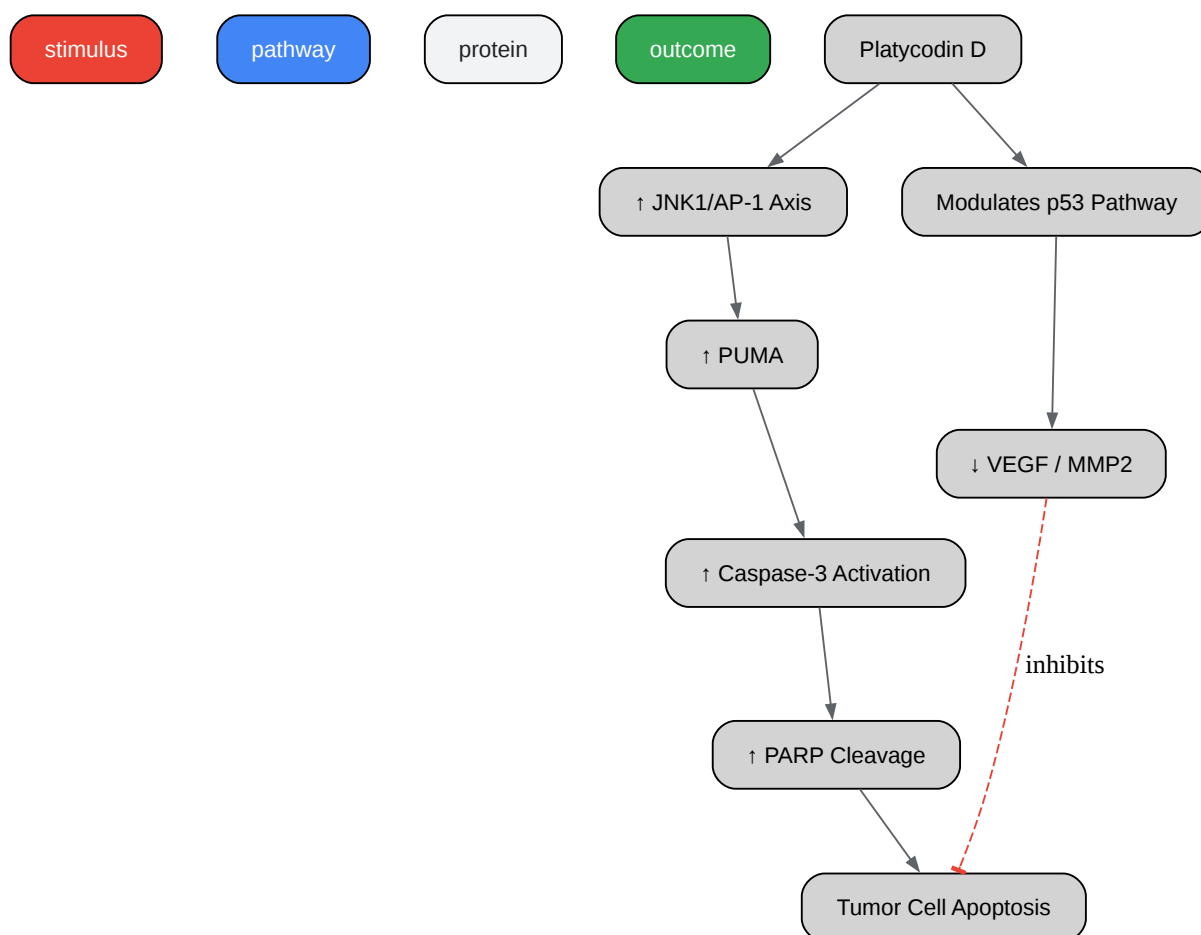 stimulus
pathway
protein
outcome
Platycodin D
↑ JNK1/AP-1 Axis
Modulates p53 Pathway
↑ PUMA
↓ VEGF / MMP2
↑ Caspase-3 Activation
inhibits
↑ PARP Cleavage
Tumor Cell Apoptosis